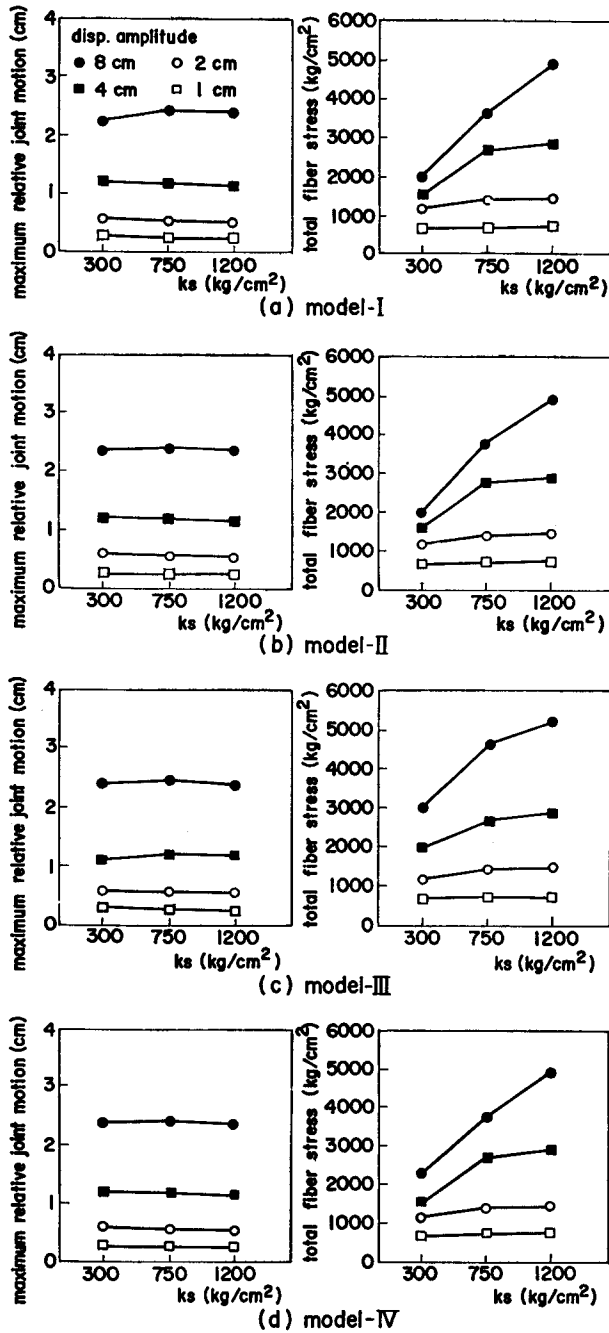 maximum relative joint motion (cm)
4
3
2
1
0
disp. amplitude
● 8 cm ○ 2 cm
■ 4 cm □ 1 cm
300 750 1200
ks (kg/cm²)
total fiber stress (kg/cm²)
6000
5000
4000
3000
2000
1000
0
300 750 1200
ks (kg/cm²)
(a) model-I
maximum relative joint motion (cm)
4
3
2
1
0
300 750 1200
ks (kg/cm²)
total fiber stress (kg/cm²)
6000
5000
4000
3000
2000
1000
0
300 750 1200
ks (kg/cm²)
(b) model-II
maximum relative joint motion (cm)
4
3
2
1
0
300 750 1200
ks (kg/cm²)
total fiber stress (kg/cm²)
6000
5000
4000
3000
2000
1000
0
300 750 1200
ks (kg/cm²)
(c) model-III
maximum relative joint motion (cm)
4
3
2
1
0
300 750 1200
ks (kg/cm²)
total fiber stress (kg/cm²)
6000
5000
4000
3000
2000
1000
0
300 750 1200
ks (kg/cm²)
(d) model-IV